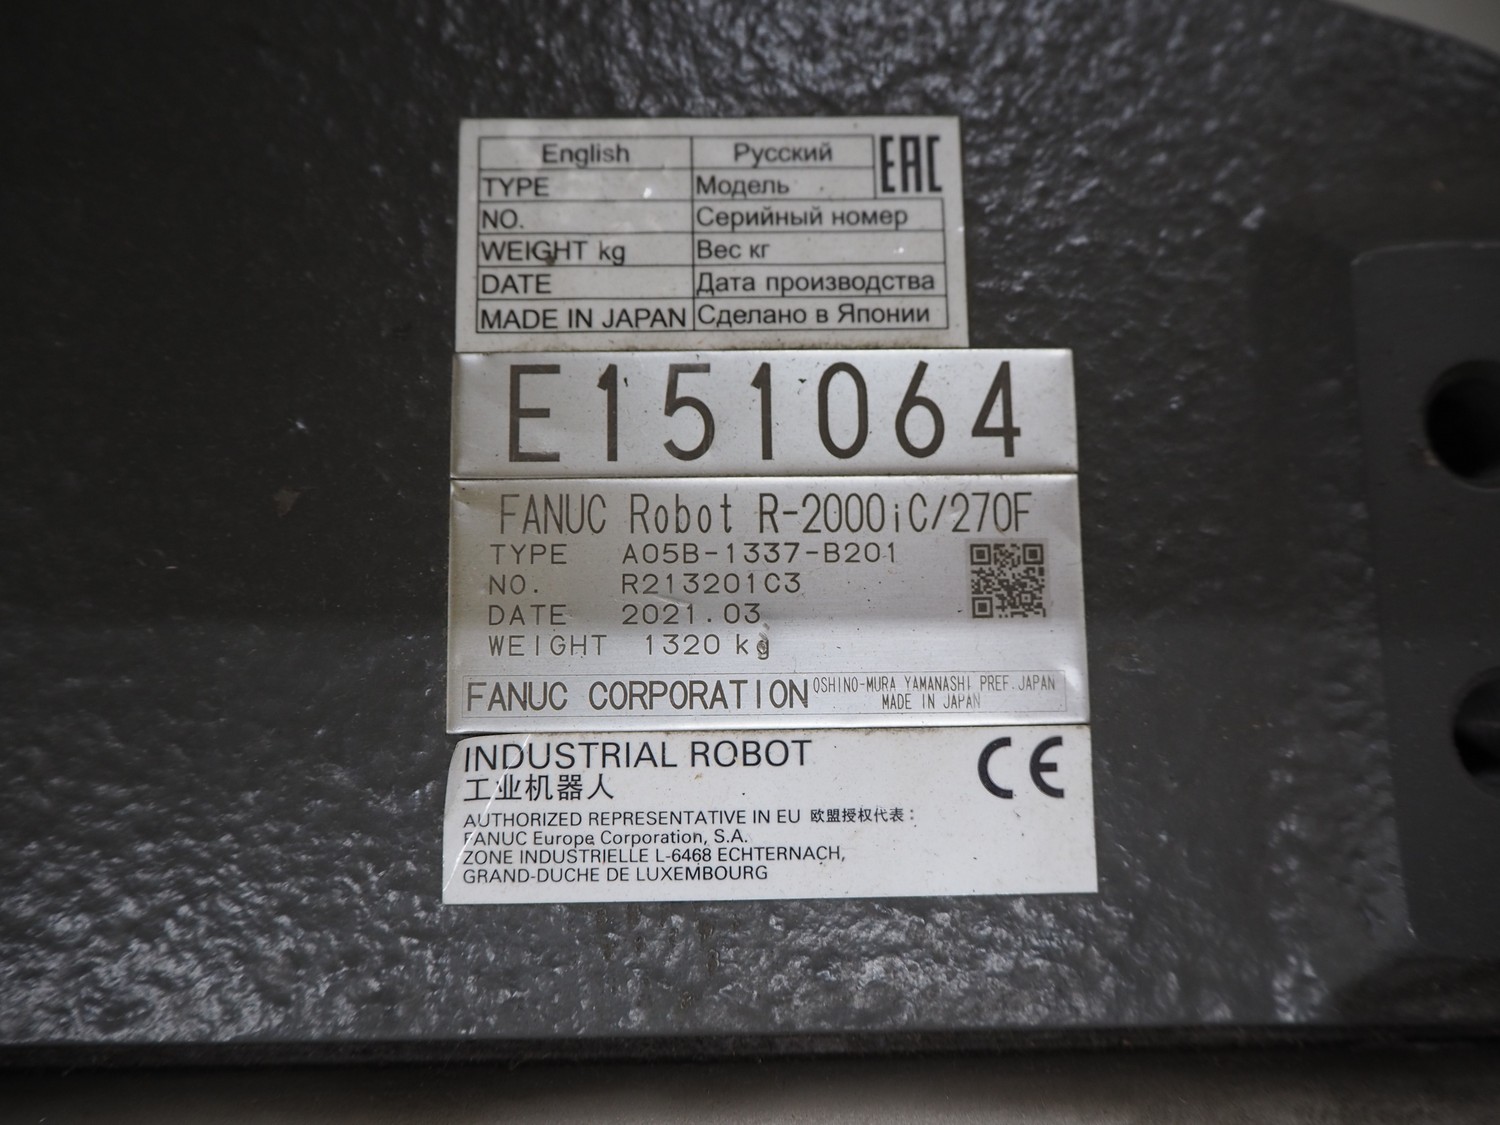 English Русский EAC
TYPE Модель
NO. Серийный номер
WEIGHT kg Вес кг
DATE Дата производства
MADE IN JAPAN Сделано в Японии
E151064
FANUC Robot R-2000iC/270F
TYPE A05B-1337-B201
NO. R213201C3
DATE 2021.03
WEIGHT 1320 kg
FANUC CORPORATION OSHINO-MURA YAMANASHI PREF. JAPAN
MADE IN JAPAN
INDUSTRIAL ROBOT CE
工业机器人
AUTHORIZED REPRESENTATIVE IN EU 欧盟授权代表：
FANUC Europe Corporation, S.A.
ZONE INDUSTRIELLE L-6468 ECHTERNACH,
GRAND-DUCHE DE LUXEMBOURG